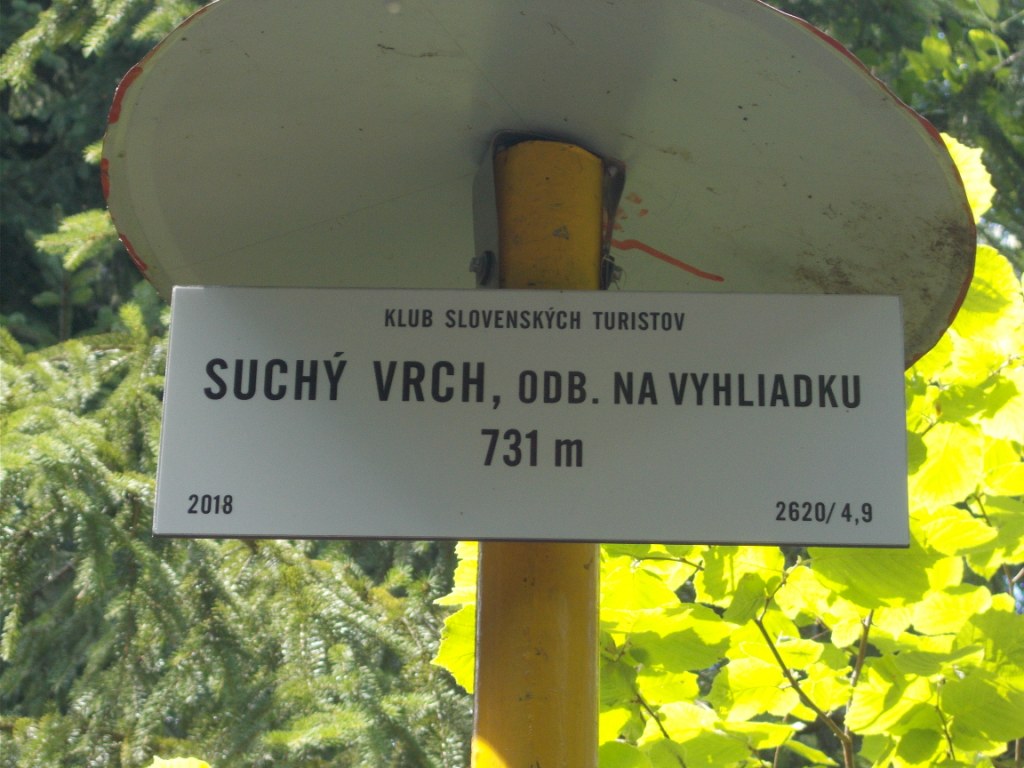 KLUB SLOVENSKÝCH TURISTOV
SUCHÝ VRCH, ODB. NA VYHLIADKU
731 m
2018 2620/4,9